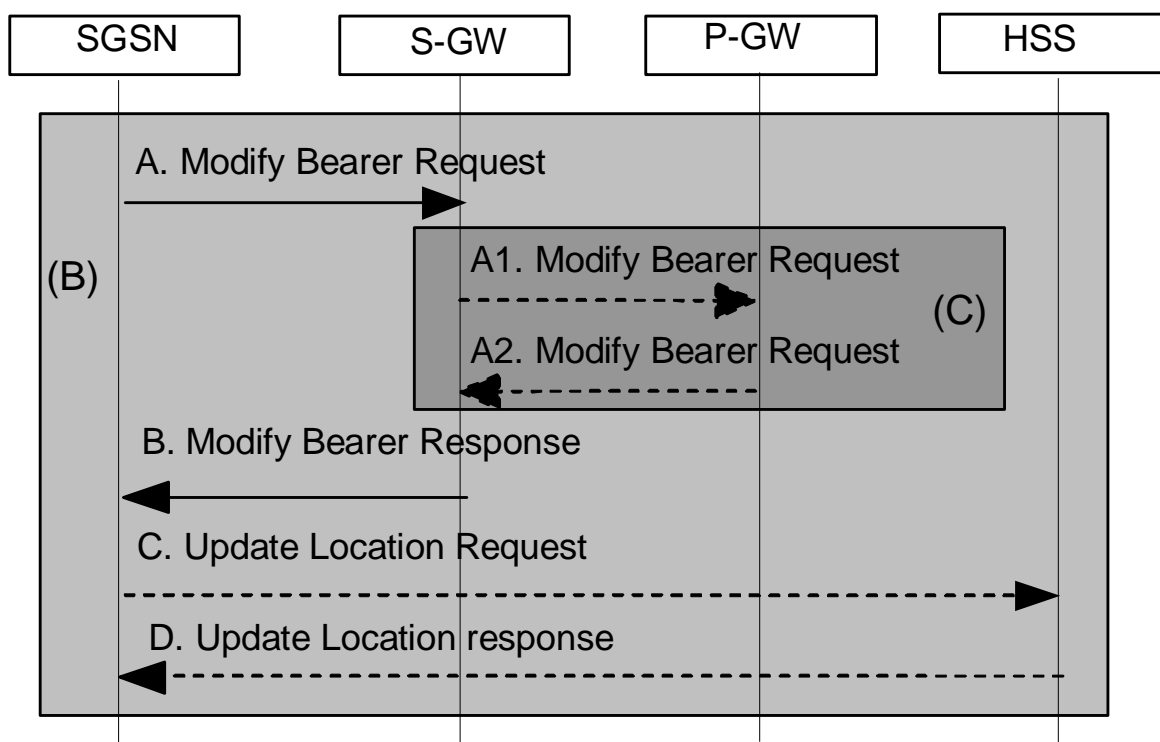 SGSN
S-GW
P-GW
HSS
A. Modify Bearer Request
(B)
A1. Modify Bearer Request
(C)
A2. Modify Bearer Request
B. Modify Bearer Response
C. Update Location Request
D. Update Location response